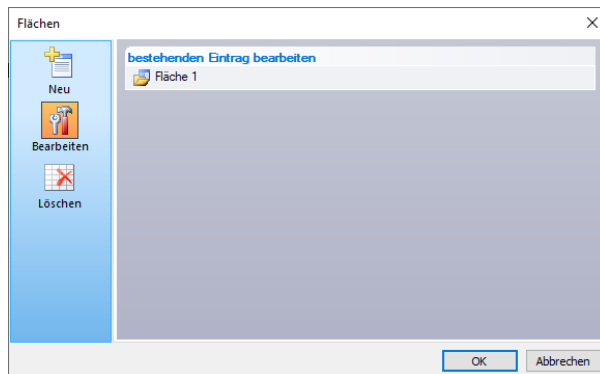 Flächen
Neu
Bearbeiten
Löschen
bestehenden Eintrag bearbeiten
Fläche 1
OK
Abbrechen